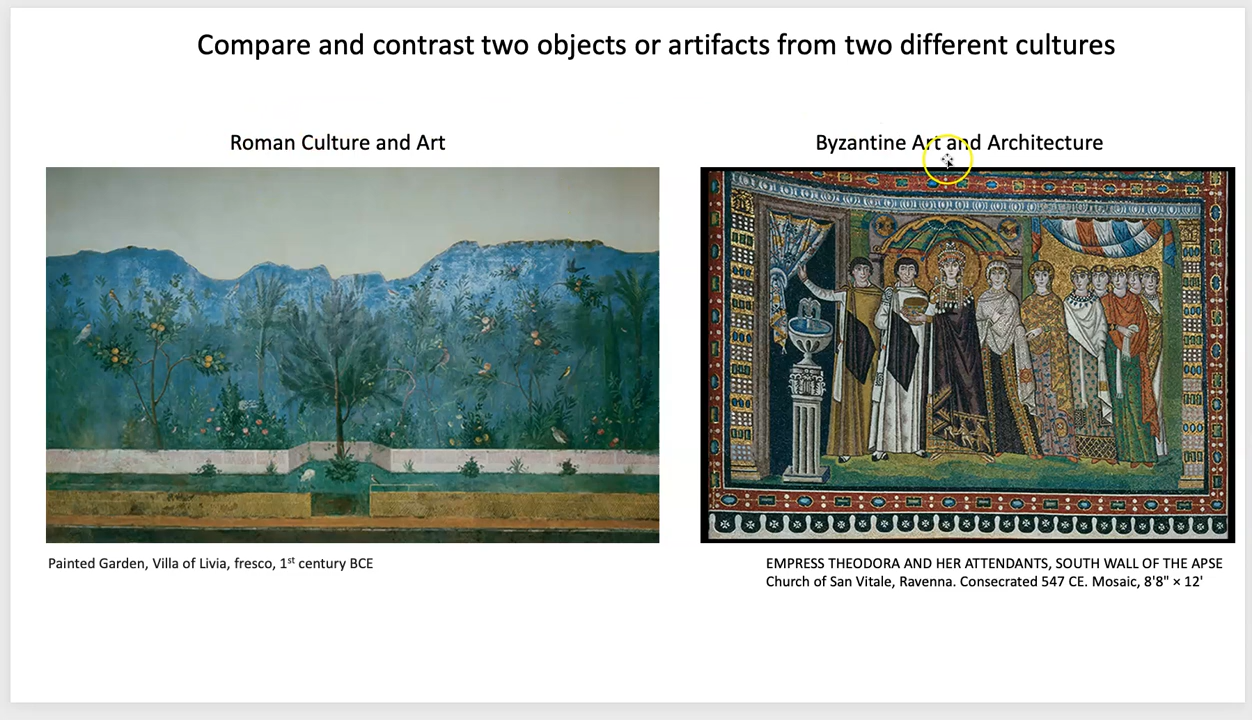 Compare and contrast two objects or artifacts from two different cultures
Roman Culture and Art
Byzantine Art and Architecture
Painted Garden, Villa of Livia, fresco, 1st century BCE
EMPRESS THEODORA AND HER ATTENDANTS, SOUTH WALL OF THE APSE
Church of San Vitale, Ravenna. Consecrated 547 CE. Mosaic, 8'8" × 12'